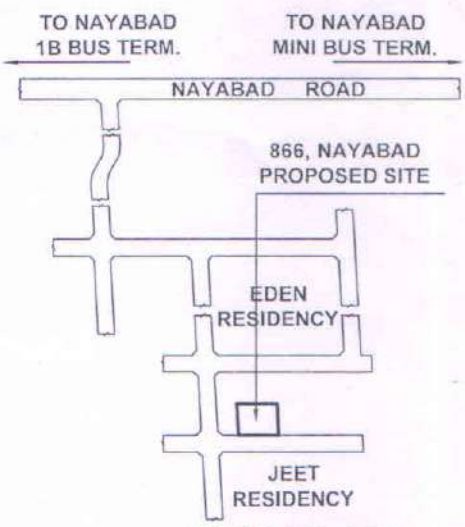 TO NAYABAD
1B BUS TERM.
TO NAYABAD
MINI BUS TERM.
NAYABAD ROAD
866, NAYABAD
PROPOSED SITE
EDEN
RESIDENCY
JEET
RESIDENCY